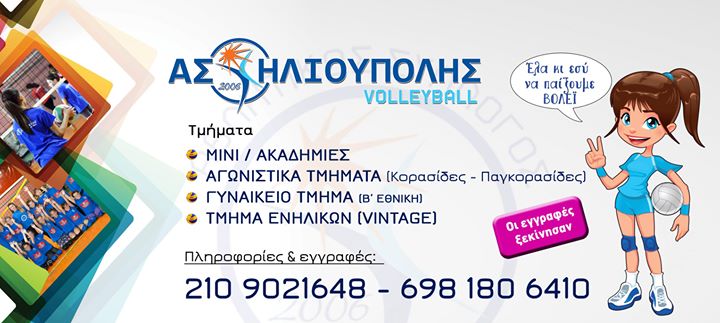 ΑΣ ΗΛΙΟΥΠΟΛΗΣ
2006
VOLLEYBALL
Έλα κι εσύ
να παίξουμε
ΒΟΛΕΪ
Τμήματα
ΜΙΝΙ / ΑΚΑΔΗΜΙΕΣ
ΑΓΩΝΙΣΤΙΚΑ ΤΜΗΜΑΤΑ (Κορασίδες - Παγκορασίδες)
ΓΥΝΑΙΚΕΙΟ ΤΜΗΜΑ (Β' ΕΘΝΙΚΗ)
ΤΜΗΜΑ ΕΝΗΛΙΚΩΝ (VINTAGE)
Οι εγγραφές
ξεκίνησαν
Πληροφορίες & εγγραφές:
210 9021648 - 698 180 6410
2006